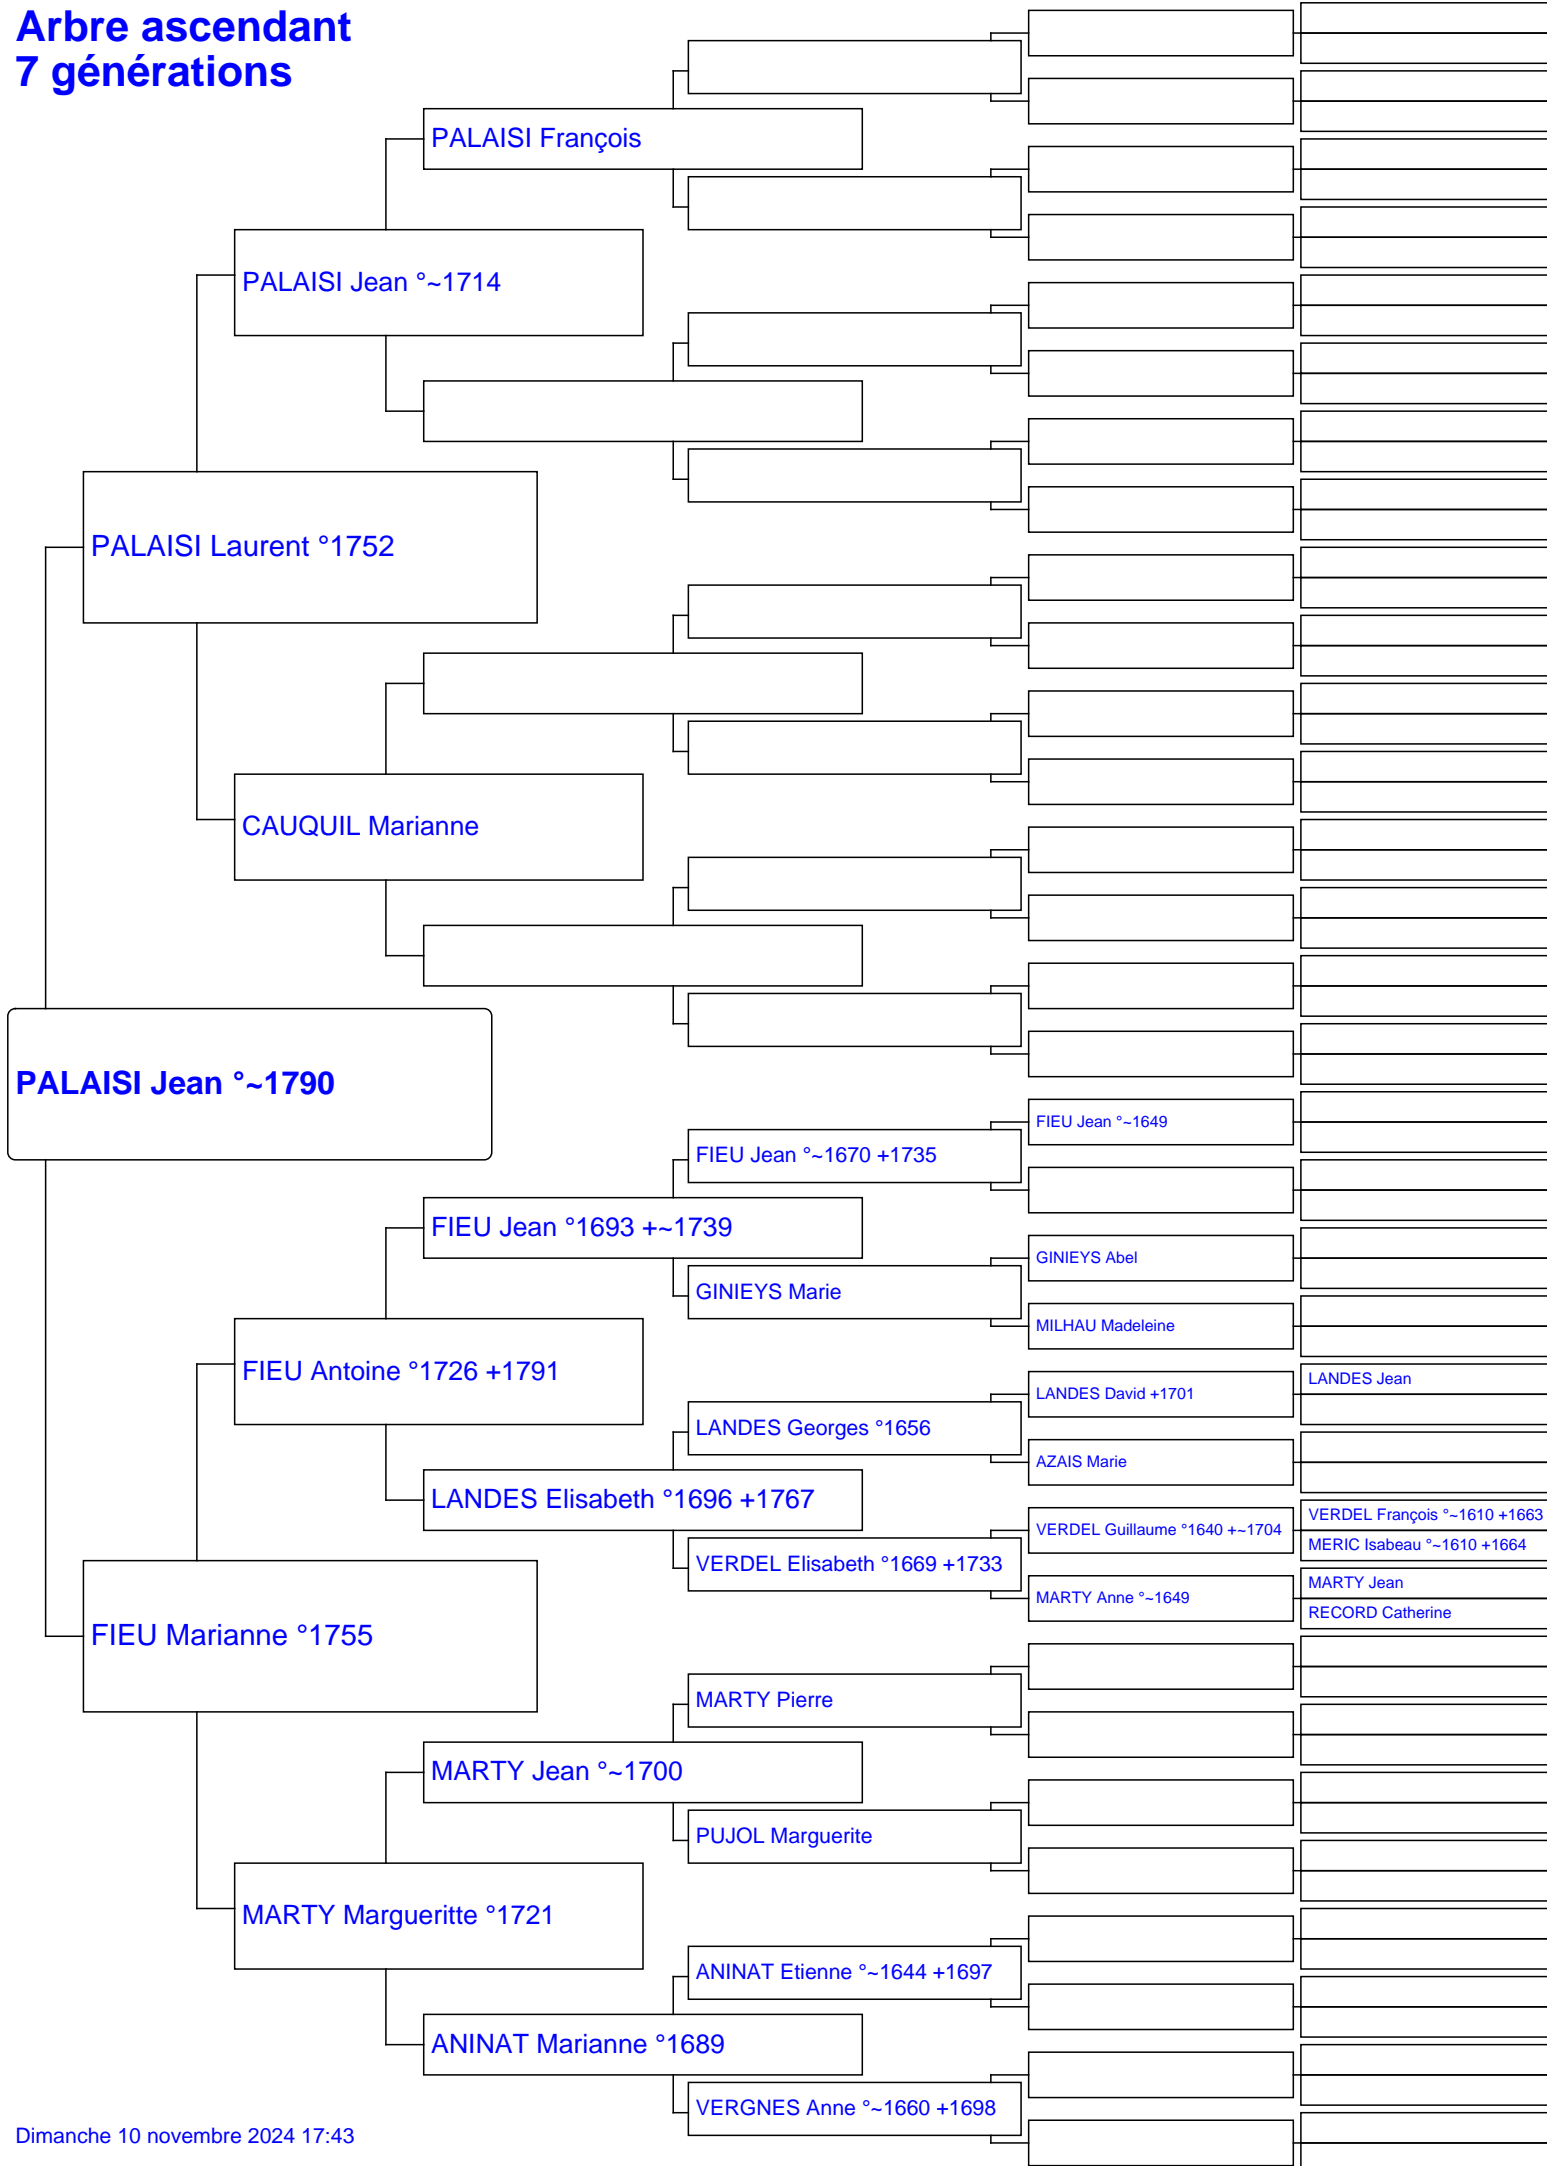 Arbre ascendant
7 générations
PALAISI François
PALAISI Jean °~1714
PALAISI Laurent °1752
CAUQUIL Marianne
PALAISI Jean °~1790
FIEU Jean °~1649
FIEU Jean °~1670 +1735
FIEU Jean °1693 +~1739
GINIEYS Abel
GINIEYS Marie
MILHAU Madeleine
FIEU Antoine °1726 +1791
LANDES Jean
LANDES David +1701
LANDES Georges °1656
AZAIS Marie
LANDES Elisabeth °1696 +1767
VERDEL François °~1610 +1663
VERDEL Guillaume °1640 +~1704
MERIC Isabeau °~1610 +1664
VERDEL Elisabeth °1669 +1733
MARTY Jean
MARTY Anne °~1649
RECORD Catherine
FIEU Marianne °1755
MARTY Pierre
MARTY Jean °~1700
PUJOL Marguerite
MARTY Margueritte °1721
ANINAT Etienne °~1644 +1697
ANINAT Marianne °1689
VERGNES Anne °~1660 +1698
Dimanche 10 novembre 2024 17:43